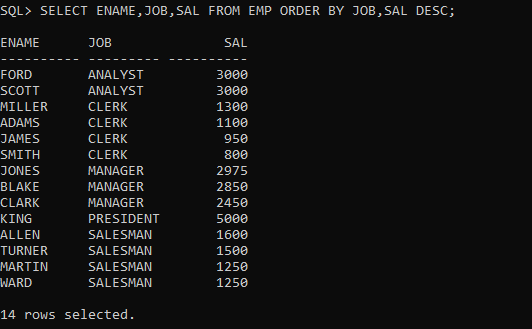 SQL> SELECT ENAME,JOB,SAL FROM EMP ORDER BY JOB,SAL DESC;
ENAME      JOB              SAL
---------- --------- ----------
FORD       ANALYST         3000
SCOTT      ANALYST         3000
MILLER     CLERK           1300
ADAMS      CLERK           1100
JAMES      CLERK            950
SMITH      CLERK            800
JONES      MANAGER         2975
BLAKE      MANAGER         2850
CLARK      MANAGER         2450
KING       PRESIDENT       5000
ALLEN      SALESMAN        1600
TURNER     SALESMAN        1500
MARTIN     SALESMAN        1250
WARD       SALESMAN        1250
14 rows selected.